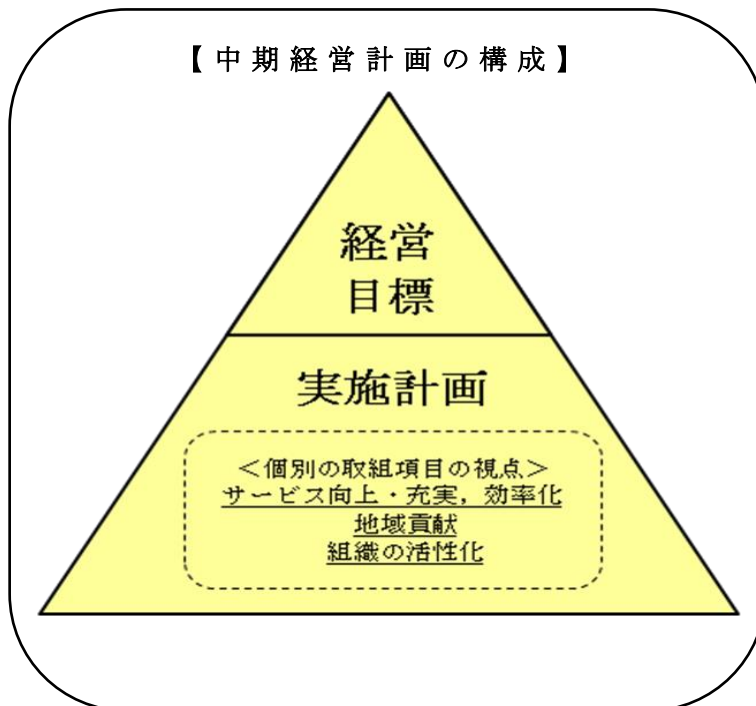 【中期経営計画の構成】
経営
目標
実施計画
＜個別の取組項目の視点＞
サービス向上・充実，効率化
地域貢献
組織の活性化